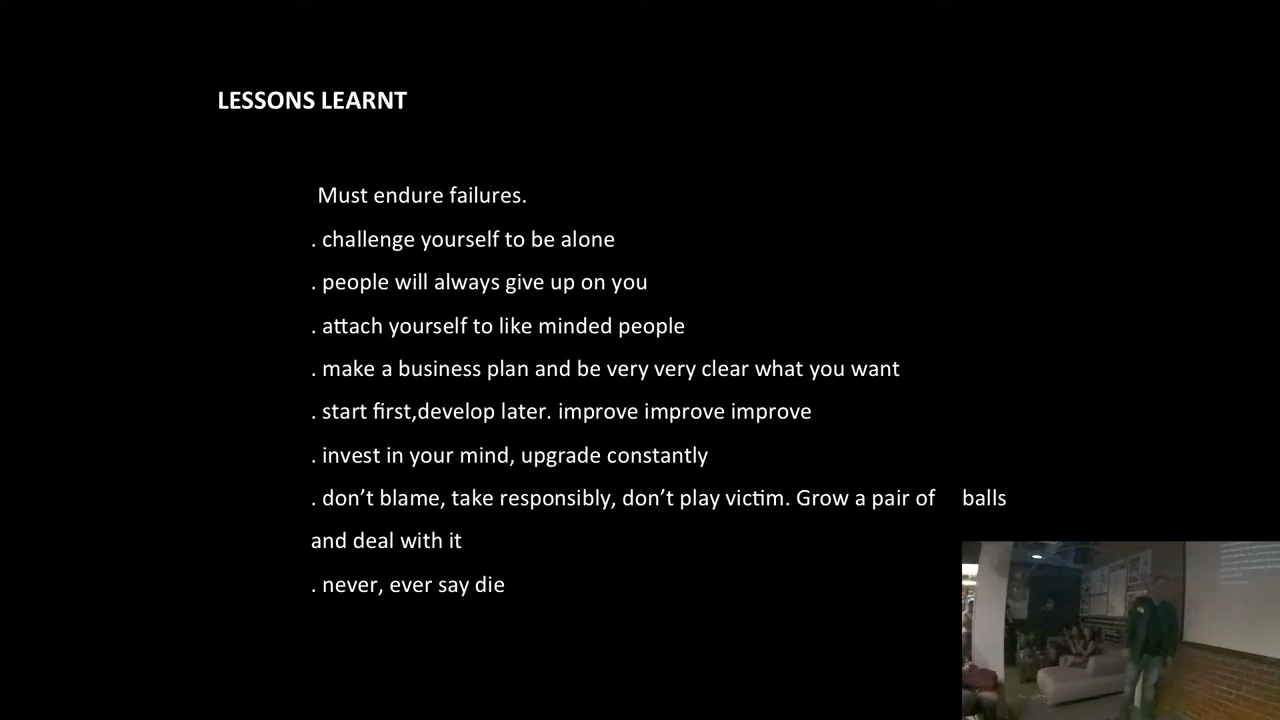 LESSONS LEARNT
Must endure failures.
. challenge yourself to be alone
. people will always give up on you
. attach yourself to like minded people
. make a business plan and be very very clear what you want
. start first,develop later. improve improve improve
. invest in your mind, upgrade constantly
. don’t blame, take responsibly, don’t play victim. Grow a pair of balls
and deal with it
. never, ever say die